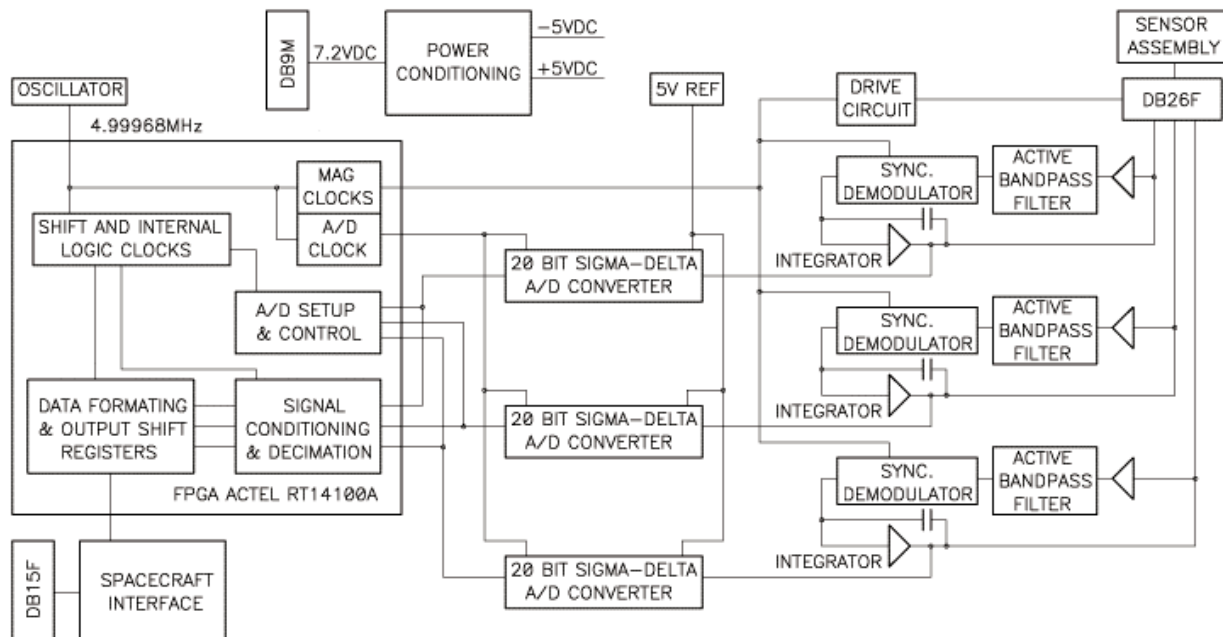 SENSOR
ASSEMBLY
DB26F
DB9M
7.2VDC
POWER
CONDITIONING
-5VDC
+5VDC
OSCILLATOR
4.99968MHz
5V REF
DRIVE
CIRCUIT
MAG
CLOCKS
A/D
CLOCK
SHIFT AND INTERNAL
LOGIC CLOCKS
A/D SETUP
& CONTROL
DATA FORMATING
& OUTPUT SHIFT
REGISTERS
SIGNAL
CONDITIONING
& DECIMATION
FPGA ACTEL RT14100A
DB15F
SPACECRAFT
INTERFACE
20 BIT SIGMA-DELTA
A/D CONVERTER
20 BIT SIGMA-DELTA
A/D CONVERTER
20 BIT SIGMA-DELTA
A/D CONVERTER
SYNC.
DEMODULATOR
ACTIVE
BANDPASS
FILTER
INTEGRATOR
SYNC.
DEMODULATOR
ACTIVE
BANDPASS
FILTER
INTEGRATOR
SYNC.
DEMODULATOR
ACTIVE
BANDPASS
FILTER
INTEGRATOR